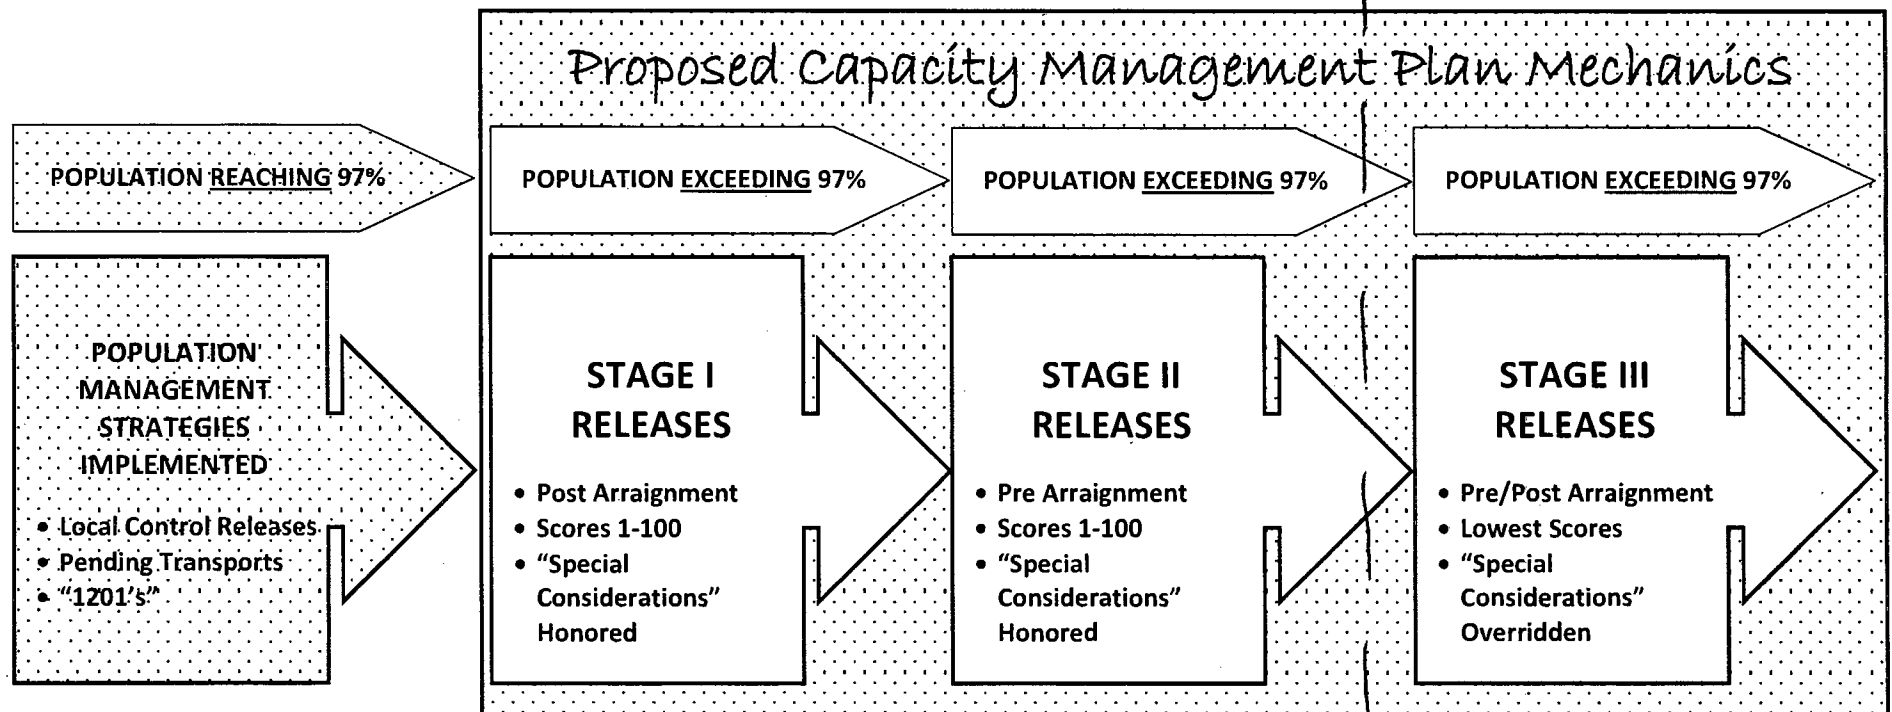 Proposed Capacity Management Plan Mechanics
POPULATION REACHING 97%
POPULATION EXCEEDING 97%
POPULATION EXCEEDING 97%
POPULATION EXCEEDING 97%
POPULATION
MANAGEMENT
STRATEGIES
IMPLEMENTED
• Local Control Releases
• Pending Transports
• “1201's”
STAGE I
RELEASES
• Post Arraignment
• Scores 1-100
• “Special
Considerations”
Honored
STAGE II
RELEASES
• Pre Arraignment
• Scores 1-100
• “Special
Considerations”
Honored
STAGE III
RELEASES
• Pre/Post Arraignment
• Lowest Scores
• “Special
Considerations”
Overridden